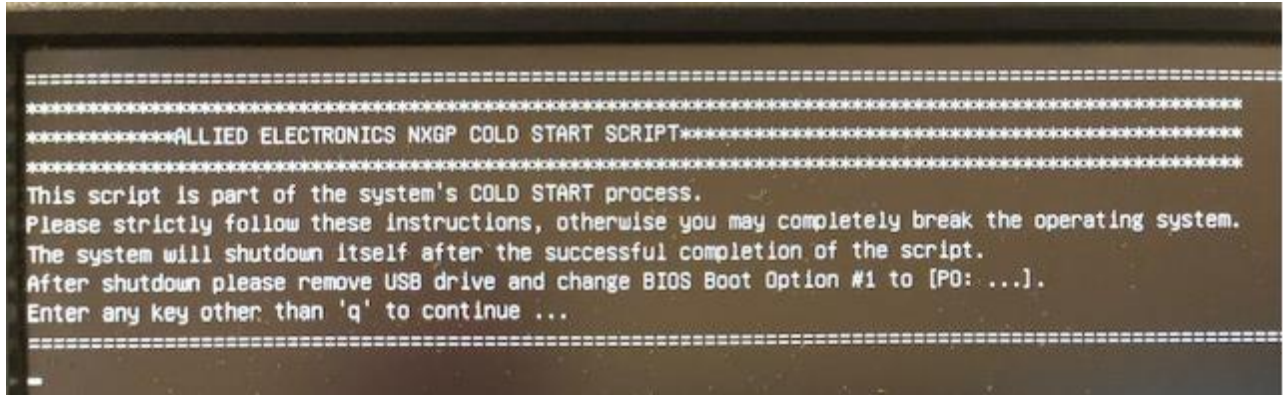 ================================================================================================
************************************************************************************
************ALLIED ELECTRONICS NXGP COLD START SCRIPT***************************************
************************************************************************************
This script is part of the system's COLD START process.
Please strictly follow these instructions, otherwise you may completely break the operating system.
The system will shutdown itself after the successful completion of the script.
After shutdown please remove USB drive and change BIOS Boot Option #1 to [P0: ...].
Enter any key other than 'q' to continue ...
================================================================================================